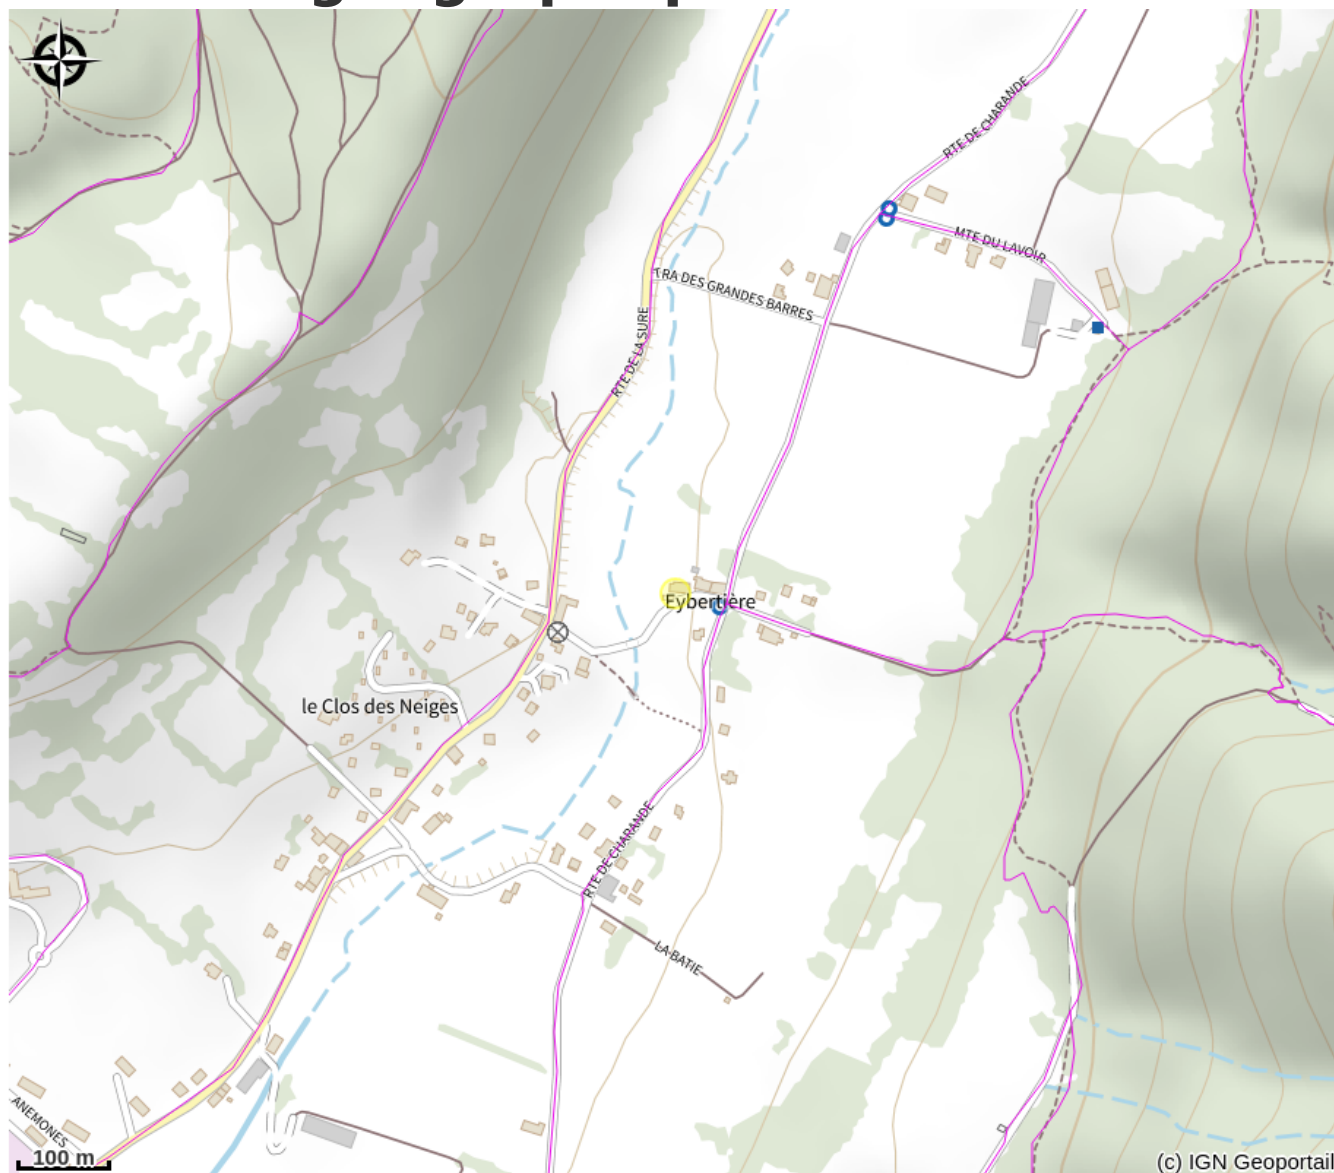 RTE DE CHARANDE
MTE DU LAVOIR
TRA DES GRANDES BARRES
RTE DE LA SURE
Eybertière
le Clos des Neiges
RTE DE CHARANDE
LA BATIE
ANEMONES
100 m
(c) IGN Geoportail